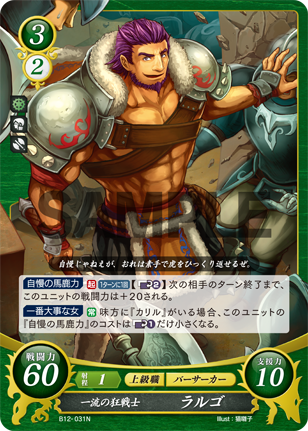 3
2
SAMPLE
自慢じゃねえが、おれは素手で虎をひっくり返せるぜ。
自慢の馬鹿力 起 1ターンに1回 【2】 次の相手のターン終了まで、
このユニットの戦闘力は+20される。
一番大事な女 常 味方に『カリル』がいる場合、このユニットの
『自慢の馬鹿力』のコストは1だけ小さくなる。
戦闘力 60
射程 1 上級職 バーサーカー
支援力 10
一流の狂戦士 ラルゴ
B12-031N Illust:猫囃子